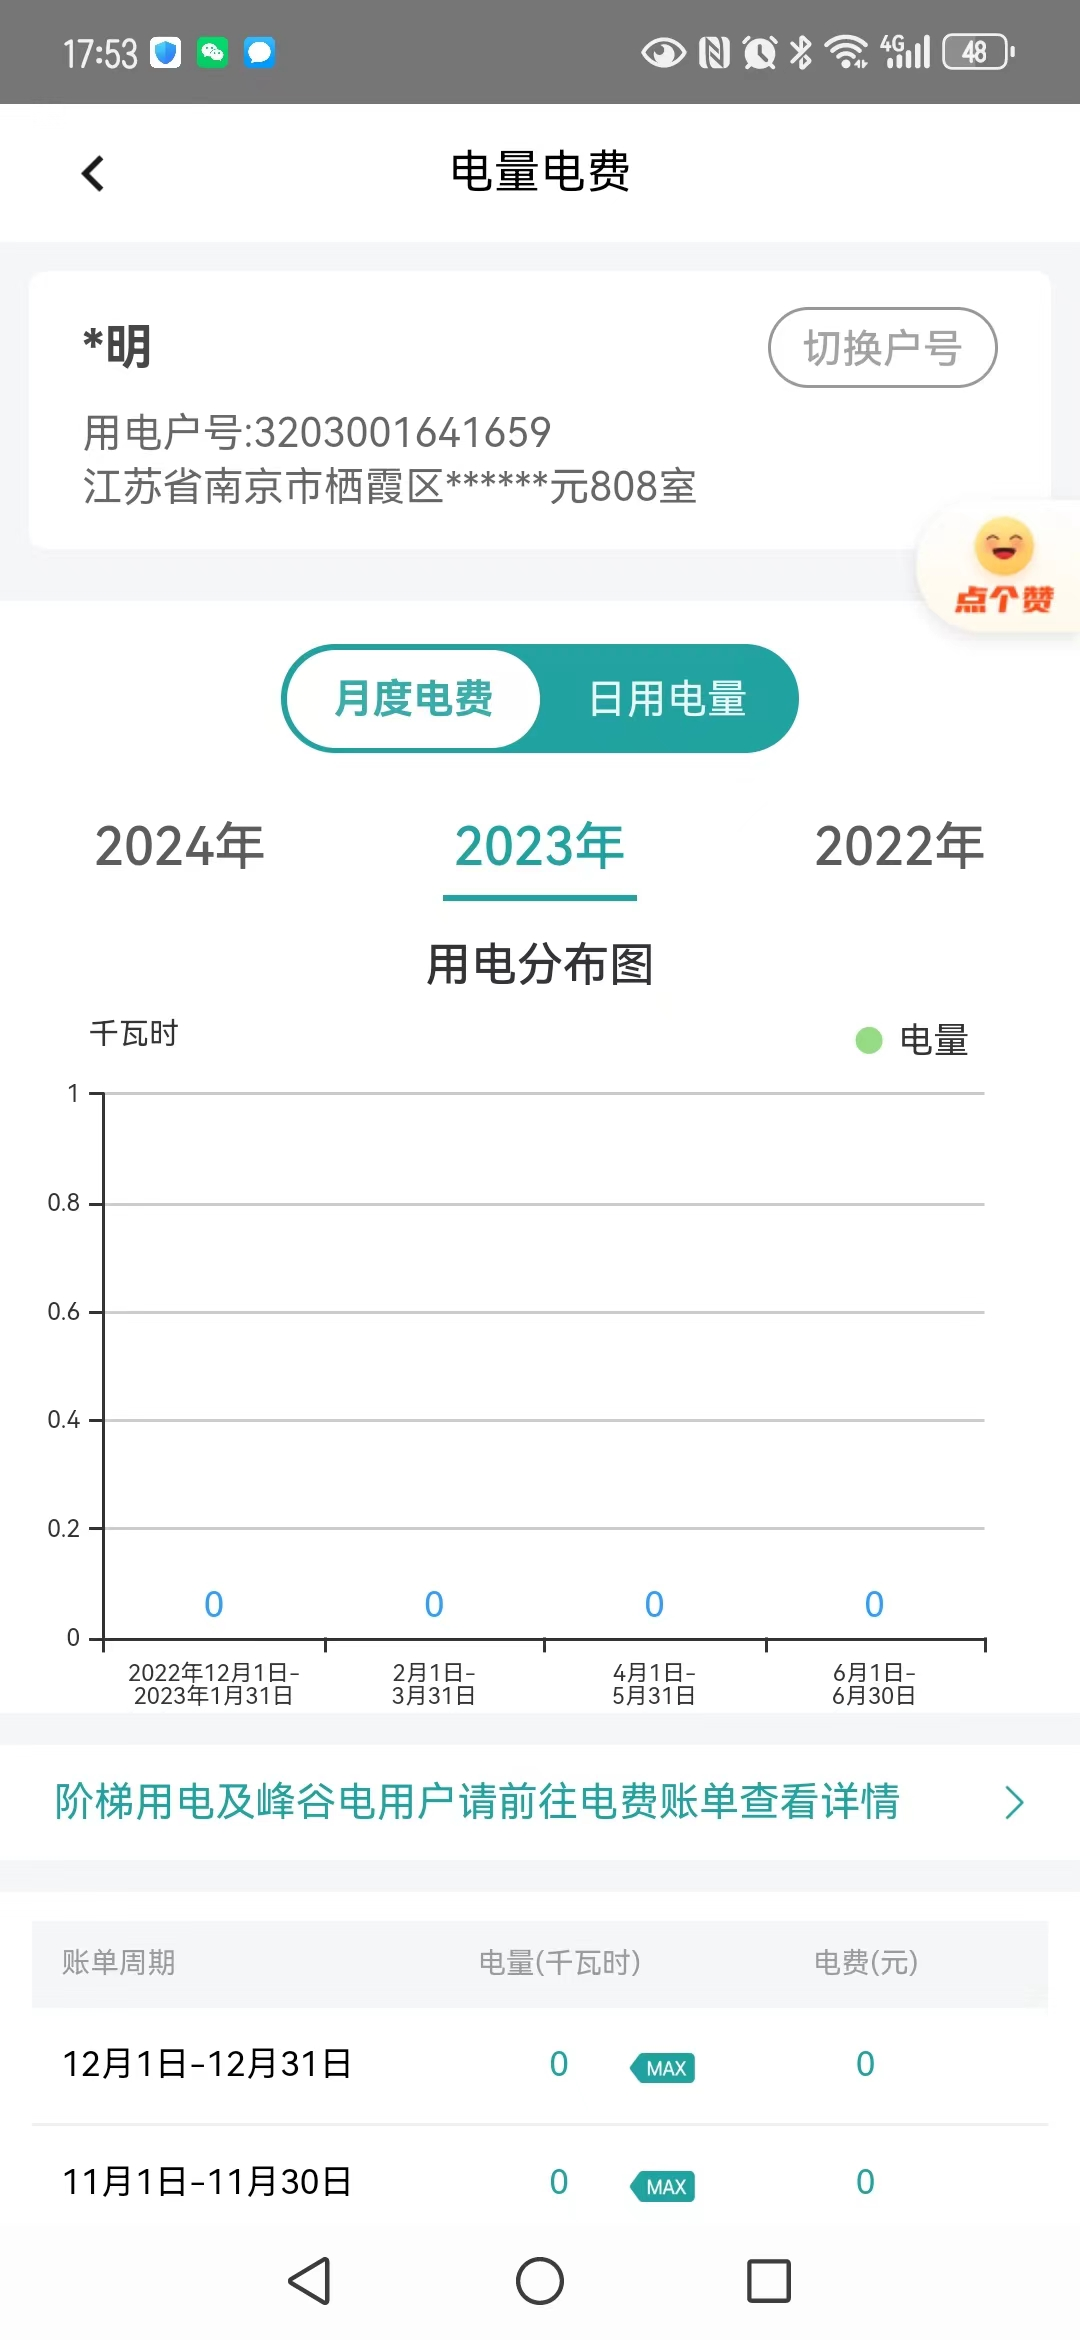 17:53
4G
48
电量电费
*明
切换户号
用电户号:3203001641659
江苏省南京市栖霞区******元808室
点个赞
月度电费
日用电量
2024年
2023年
2022年
用电分布图
千瓦时
电量
1
0.8
0.6
0.4
0.2
0
0
0
0
0
2022年12月1日-
2023年1月31日
2月1日-
3月31日
4月1日-
5月31日
6月1日-
6月30日
阶梯用电及峰谷电用户请前往电费账单查看详情
账单周期 电量(千瓦时) 电费(元)
12月1日-12月31日 0 MAX 0
11月1日-11月30日 0 MAX 0